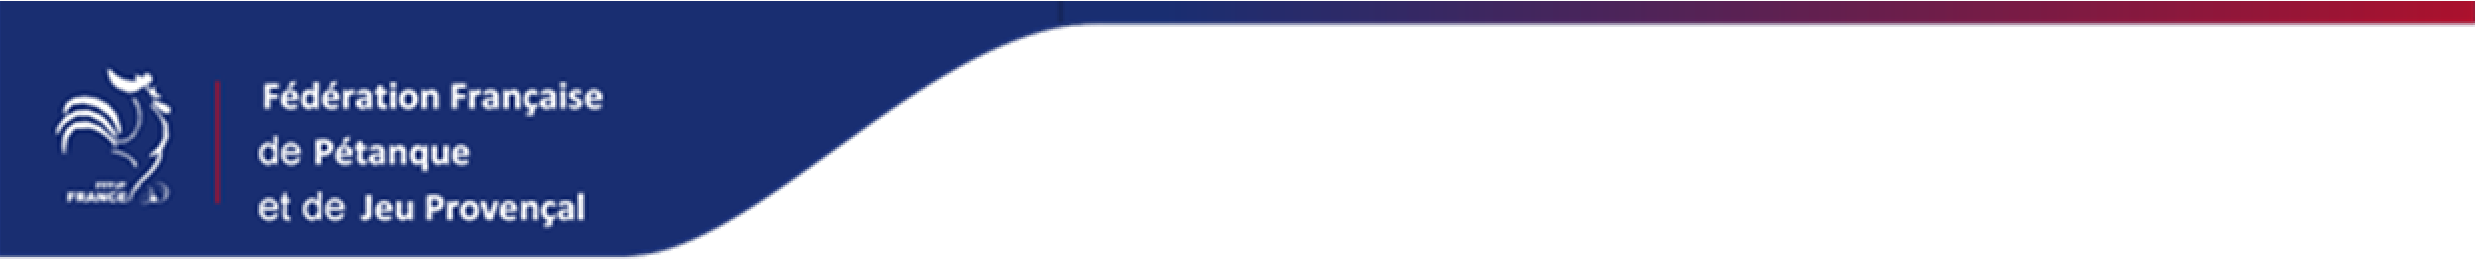 Fédération Française
de Pétanque
et de Jeu Provençal
FRANCE